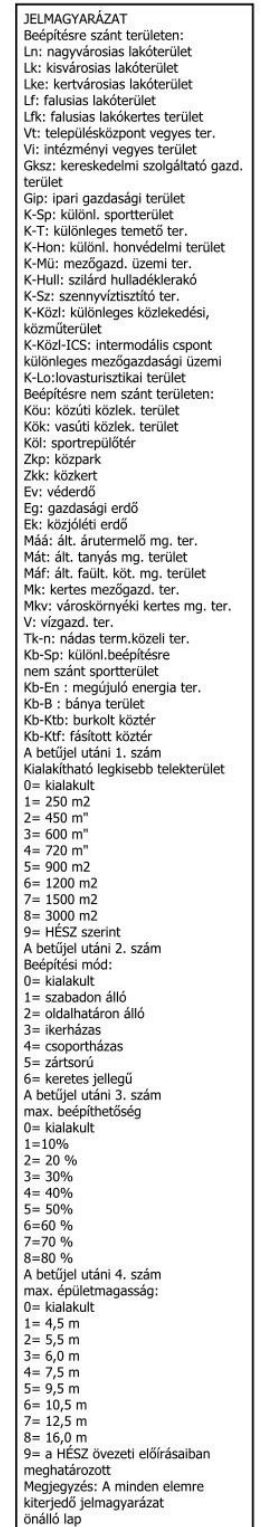 JELMAGYARÁZAT
Beépítésre szánt területen:
Ln: nagyvárosias lakóterület
Lk: kisvárosias lakóterület
Lke: kertvárosias lakóterület
Lf: falusias lakóterület
Lfk: falusias lakókertes terület
Vt: településközpont vegyes ter.
Vi: intézményi vegyes terület
Gksz: kereskedelmi szolgáltató gazd.
terület
Gip: ipari gazdasági terület
K-Sp: különl. sportterület
K-T: különleges temető ter.
K-Hon: különl. honvédelmi terület
K-Mü: mezőgazd. üzemi ter.
K-Hull: szilárd hulladéklerakó
K-Sz: szennyvíztisztító ter.
K-Közl: különleges közlekedési,
közműterület
K-Közl-ICS: intermodális cspont
különleges mezőgazdasági üzemi
K-Lo:lovasturisztikai terület
Beépítésre nem szánt területen:
Köu: közúti közlek. terület
Kök: vasúti közlek. terület
Köl: sportrepülőtér
Zkp: közpark
Zkk: közkert
Ev: véderdő
Eg: gazdasági erdő
Ek: közjóléti erdő
Máá: ált. árutermelő mg. ter.
Mát: ált. tanyás mg. terület
Máf: ált. faült. köt. mg. terület
Mk: kertes mezőgazd. ter.
Mkv: városkörnyéki kertes mg. ter.
V: vízgazd. ter.
Tk-n: nádas term.közeli ter.
Kb-Sp: különl.beépítésre
nem szánt sportterület
Kb-En : megújuló energia ter.
Kb-B : bánya terület
Kb-Ktb: burkolt köztér
Kb-Ktf: fásított köztér
A betűjel utáni 1. szám
Kialakítható legkisebb telekterület
0= kialakult
1= 250 m2
2= 450 m"
3= 600 m"
4= 720 m"
5= 900 m2
6= 1200 m2
7= 1500 m2
8= 3000 m2
9= HÉSZ szerint
A betűjel utáni 2. szám
Beépítési mód:
0= kialakult
1= szabadon álló
2= oldalhatáron álló
3= ikerházas
4= csoportházas
5= zártsorú
6= keretes jellegű
A betűjel utáni 3. szám
max. beépíthetőség
0= kialakult
1=10%
2= 20 %
3= 30%
4= 40%
5= 50%
6=60 %
7=70 %
8=80 %
A betűjel utáni 4. szám
max. épületmagasság:
0= kialakult
1= 4,5 m
2= 5,5 m
3= 6,0 m
4= 7,5 m
5= 9,5 m
6= 10,5 m
7= 12,5 m
8= 16,0 m
9= a HÉSZ övezeti előírásaiban
meghatározott
Megjegyzés: A minden elemre
kiterjedő jelmagyarázat
önálló lap